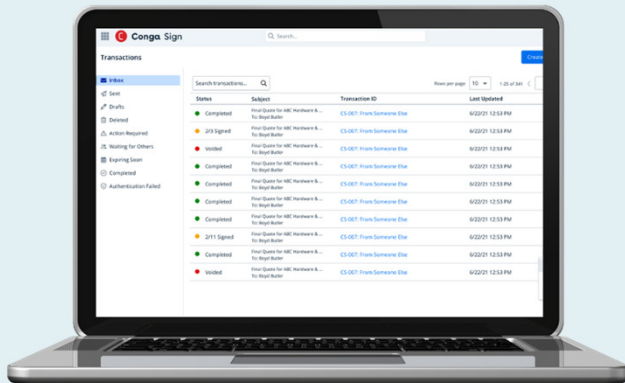 Conga Sign
Search...
Transactions
Create
Inbox
Sent
Drafts
Deleted
Action Required
Waiting for Others
Expiring Soon
Completed
Authentication Failed
Search transactions...
Rows per page 10 1-25 of 541
Status Subject Transaction ID Last Updated
Completed Final Quote for ABC Hardware & ... CS-007: From Someone Else 6/22/21 12:53 PM
To: Boyd Butler
2/3 Signed Final Quote for ABC Hardware & ... CS-007: From Someone Else 6/22/21 12:53 PM
To: Boyd Butler
Voided Final Quote for ABC Hardware & ... CS-007: From Someone Else 6/22/21 12:53 PM
To: Boyd Butler
Completed Final Quote for ABC Hardware & ... CS-007: From Someone Else 6/22/21 12:53 PM
To: Boyd Butler
Completed Final Quote for ABC Hardware & ... CS-007: From Someone Else 6/22/21 12:53 PM
To: Boyd Butler
Completed Final Quote for ABC Hardware & ... CS-007: From Someone Else 6/22/21 12:53 PM
To: Boyd Butler
Completed Final Quote for ABC Hardware & ... CS-007: From Someone Else 6/22/21 12:53 PM
To: Boyd Butler
2/11 Signed Final Quote for ABC Hardware & ... CS-007: From Someone Else 6/22/21 12:53 PM
To: Boyd Butler
Completed Final Quote for ABC Hardware & ... CS-007: From Someone Else 6/22/21 12:53 PM
To: Boyd Butler
Voided Final Quote for ABC Hardware & ... CS-007: From Someone Else 6/22/21 12:53 PM
To: Boyd Butler